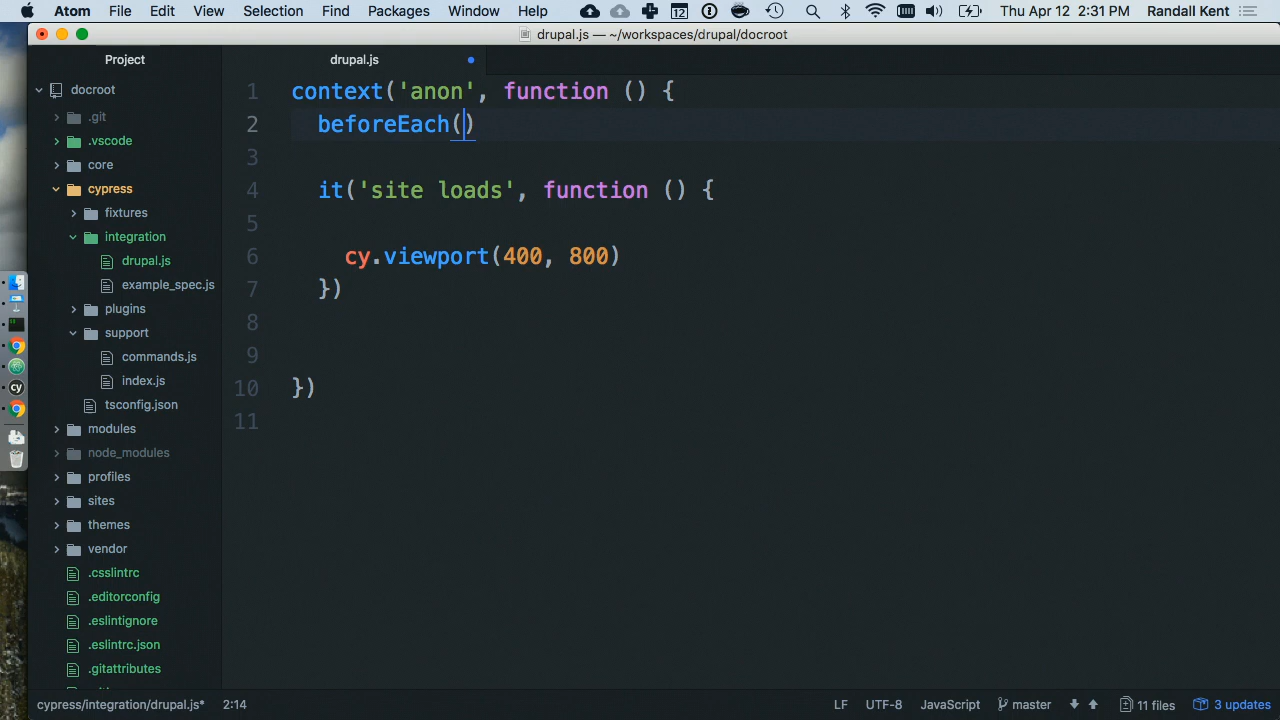 Atom File Edit View Selection Find Packages Window Help 12 Thu Apr 12 2:31 PM Randall Kent
drupal.js — ~/workspaces/drupal/docroot
Project
drupal.js
docroot
.git
.vscode
core
cypress
fixtures
integration
drupal.js
example_spec.js
plugins
support
commands.js
index.js
tsconfig.json
modules
node_modules
profiles
sites
themes
vendor
.csslintrc
.editorconfig
.eslintignore
.eslintrc.json
.gitattributes
1 context('anon', function () {
2 beforeEach()
3
4 it('site loads', function () {
5
6 cy.viewport(400, 800)
7 })
8
9
10 })
11
cy
cypress/integration/drupal.js* 2:14 LF UTF-8 JavaScript master 11 files 3 updates